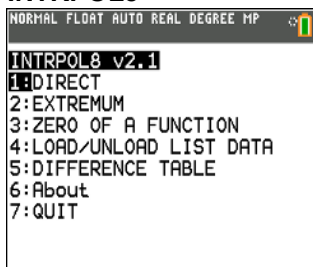 NORMAL FLOAT AUTO REAL DEGREE MP
INTRPOL8 v2.1
1:DIRECT
2:EXTREMUM
3:ZERO OF A FUNCTION
4:LOAD/UNLOAD LIST DATA
5:DIFFERENCE TABLE
6:About
7:QUIT